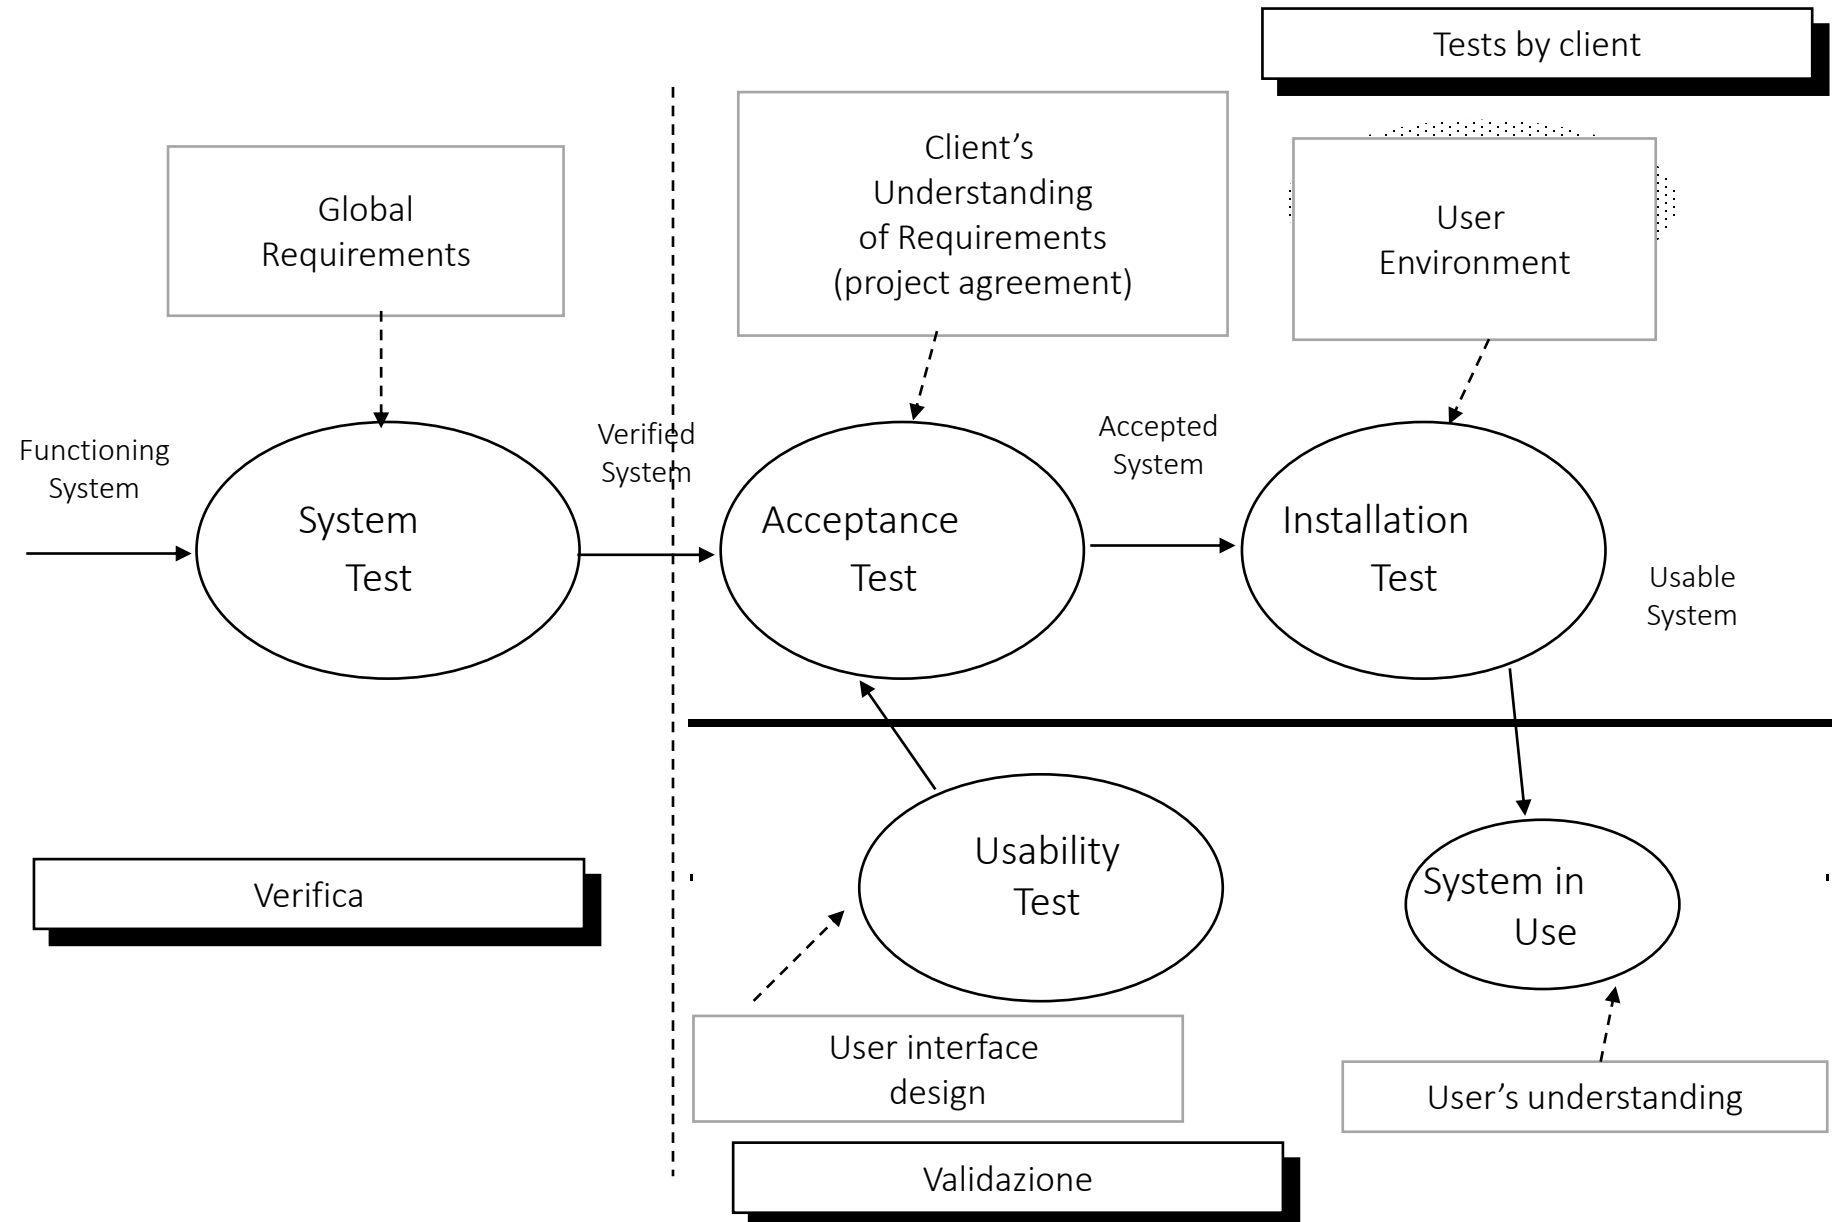 Tests by client
Client’s
Understanding
of Requirements
(project agreement)
Global
Requirements
User
Environment
Functioning
System
Verified
System
Accepted
System
System
Test
Acceptance
Test
Installation
Test
Usable
System
Usability
Test
System in
Use
Verifica
User interface
design
User’s understanding
Validazione